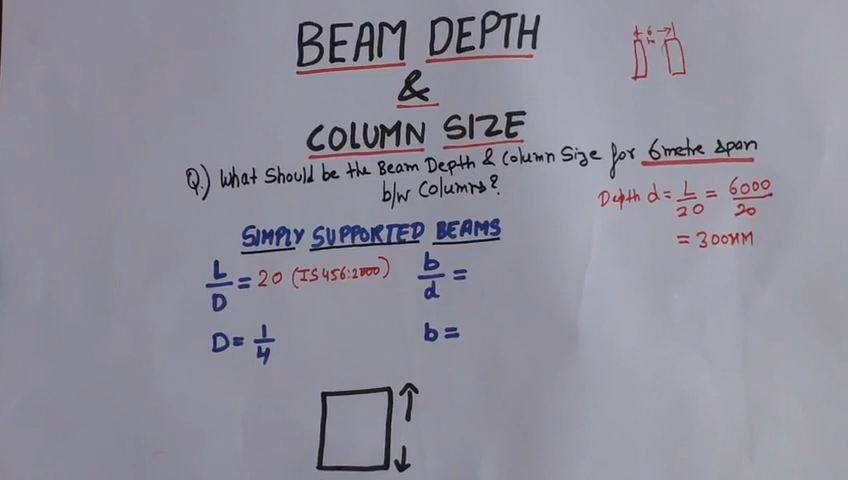 BEAM DEPTH
&
COLUMN SIZE
6
m
Q.) What Should be the Beam Depth & Column Size for 6metre span
b/w Columns?
Depth d = L/20 = 6000/20
= 300MM
SIMPLY SUPPORTED BEAMS
L/D = 20 (IS456:2000)
b/d =
D = 1/4
b =